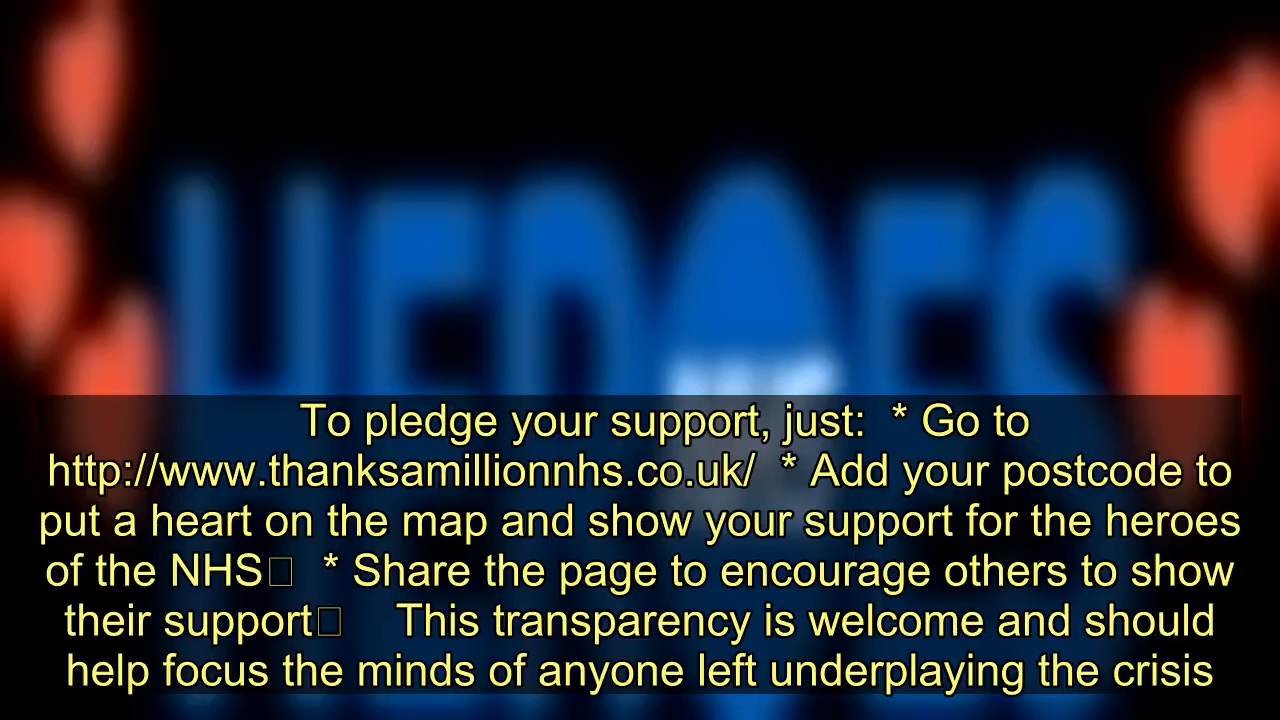 HEROES
NHS
To pledge your support, just:  * Go to
http://www.thanksamillionnhs.co.uk/  * Add your postcode to
put a heart on the map and show your support for the heroes
of the NHS□  * Share the page to encourage others to show
their support□    This transparency is welcome and should
help focus the minds of anyone left underplaying the crisis